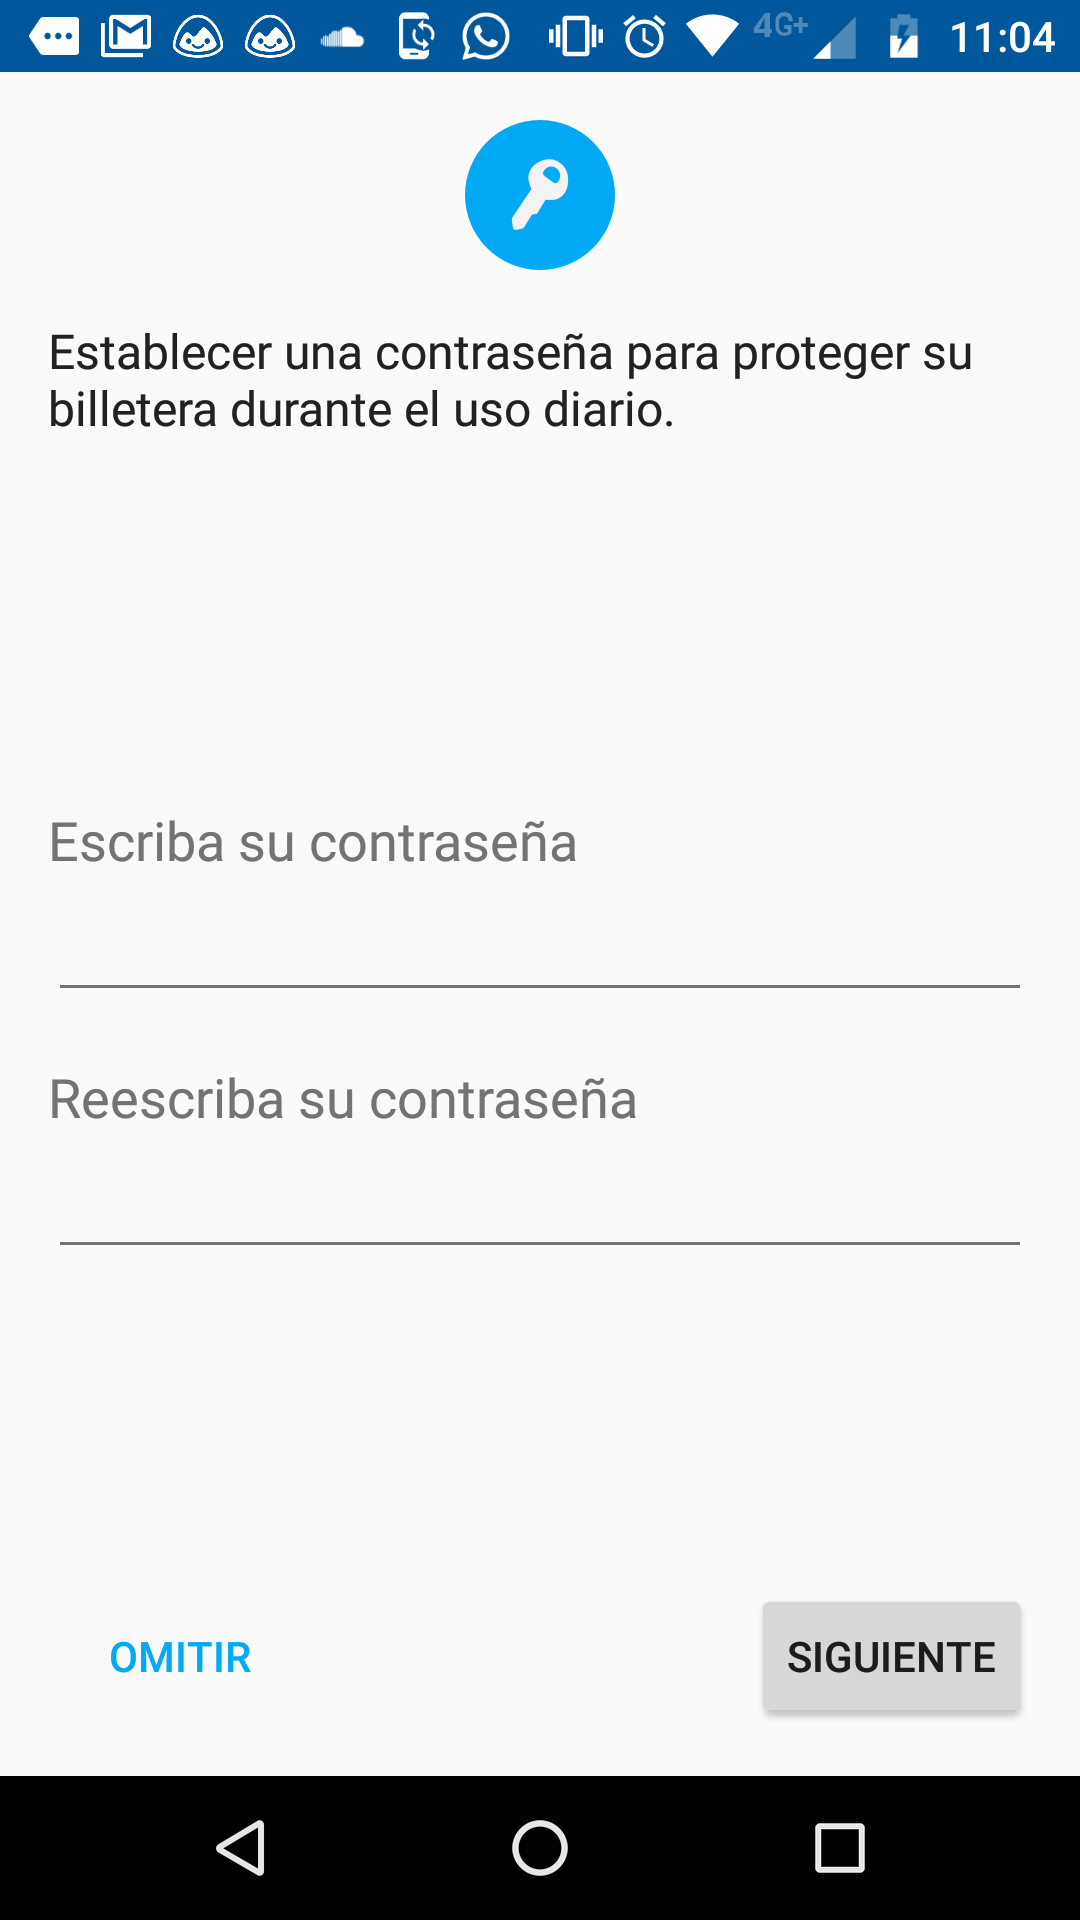 4G+ 11:04
Establecer una contraseña para proteger su
billetera durante el uso diario.
Escriba su contraseña
Reescriba su contraseña
OMITIR SIGUIENTE